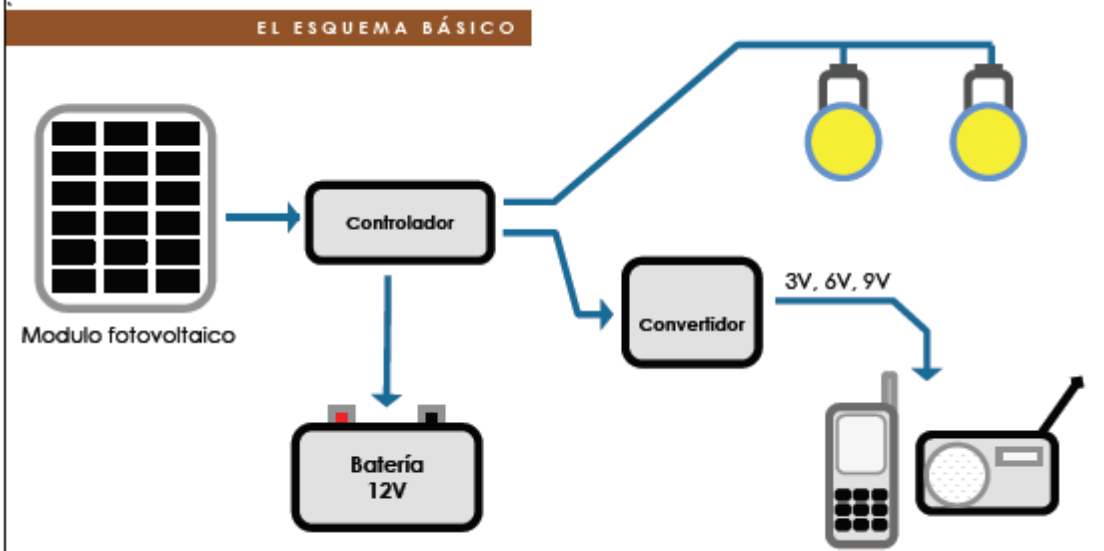 EL ESQUEMA BÁSICO
Controlador
3V, 6V, 9V
Convertidor
Modulo fotovoltaico
Batería
12V